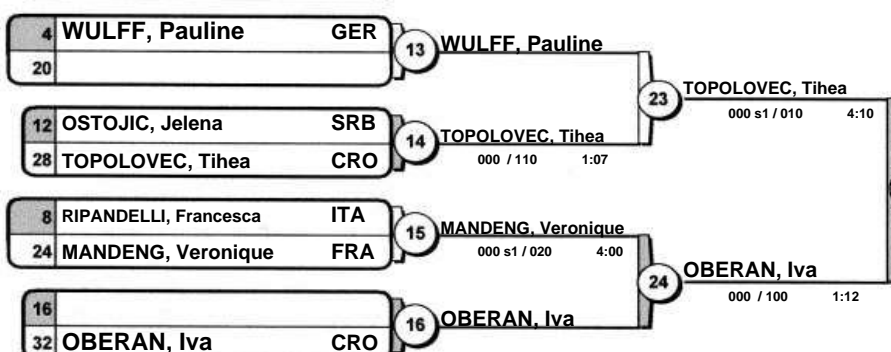 4 WULFF, Pauline GER
20
13 WULFF, Pauline
23 TOPOLOVEC, Tihea
000 s1 / 010 4:10
12 OSTOJIC, Jelena SRB
28 TOPOLOVEC, Tihea CRO
14 TOPOLOVEC, Tihea
000 / 110 1:07
8 RIPANDELLI, Francesca ITA
24 MANDENG, Veronique FRA
15 MANDENG, Veronique
000 s1 / 020 4:00
24 OBERAN, Iva
000 / 100 1:12
16
32 OBERAN, Iva CRO
16 OBERAN, Iva